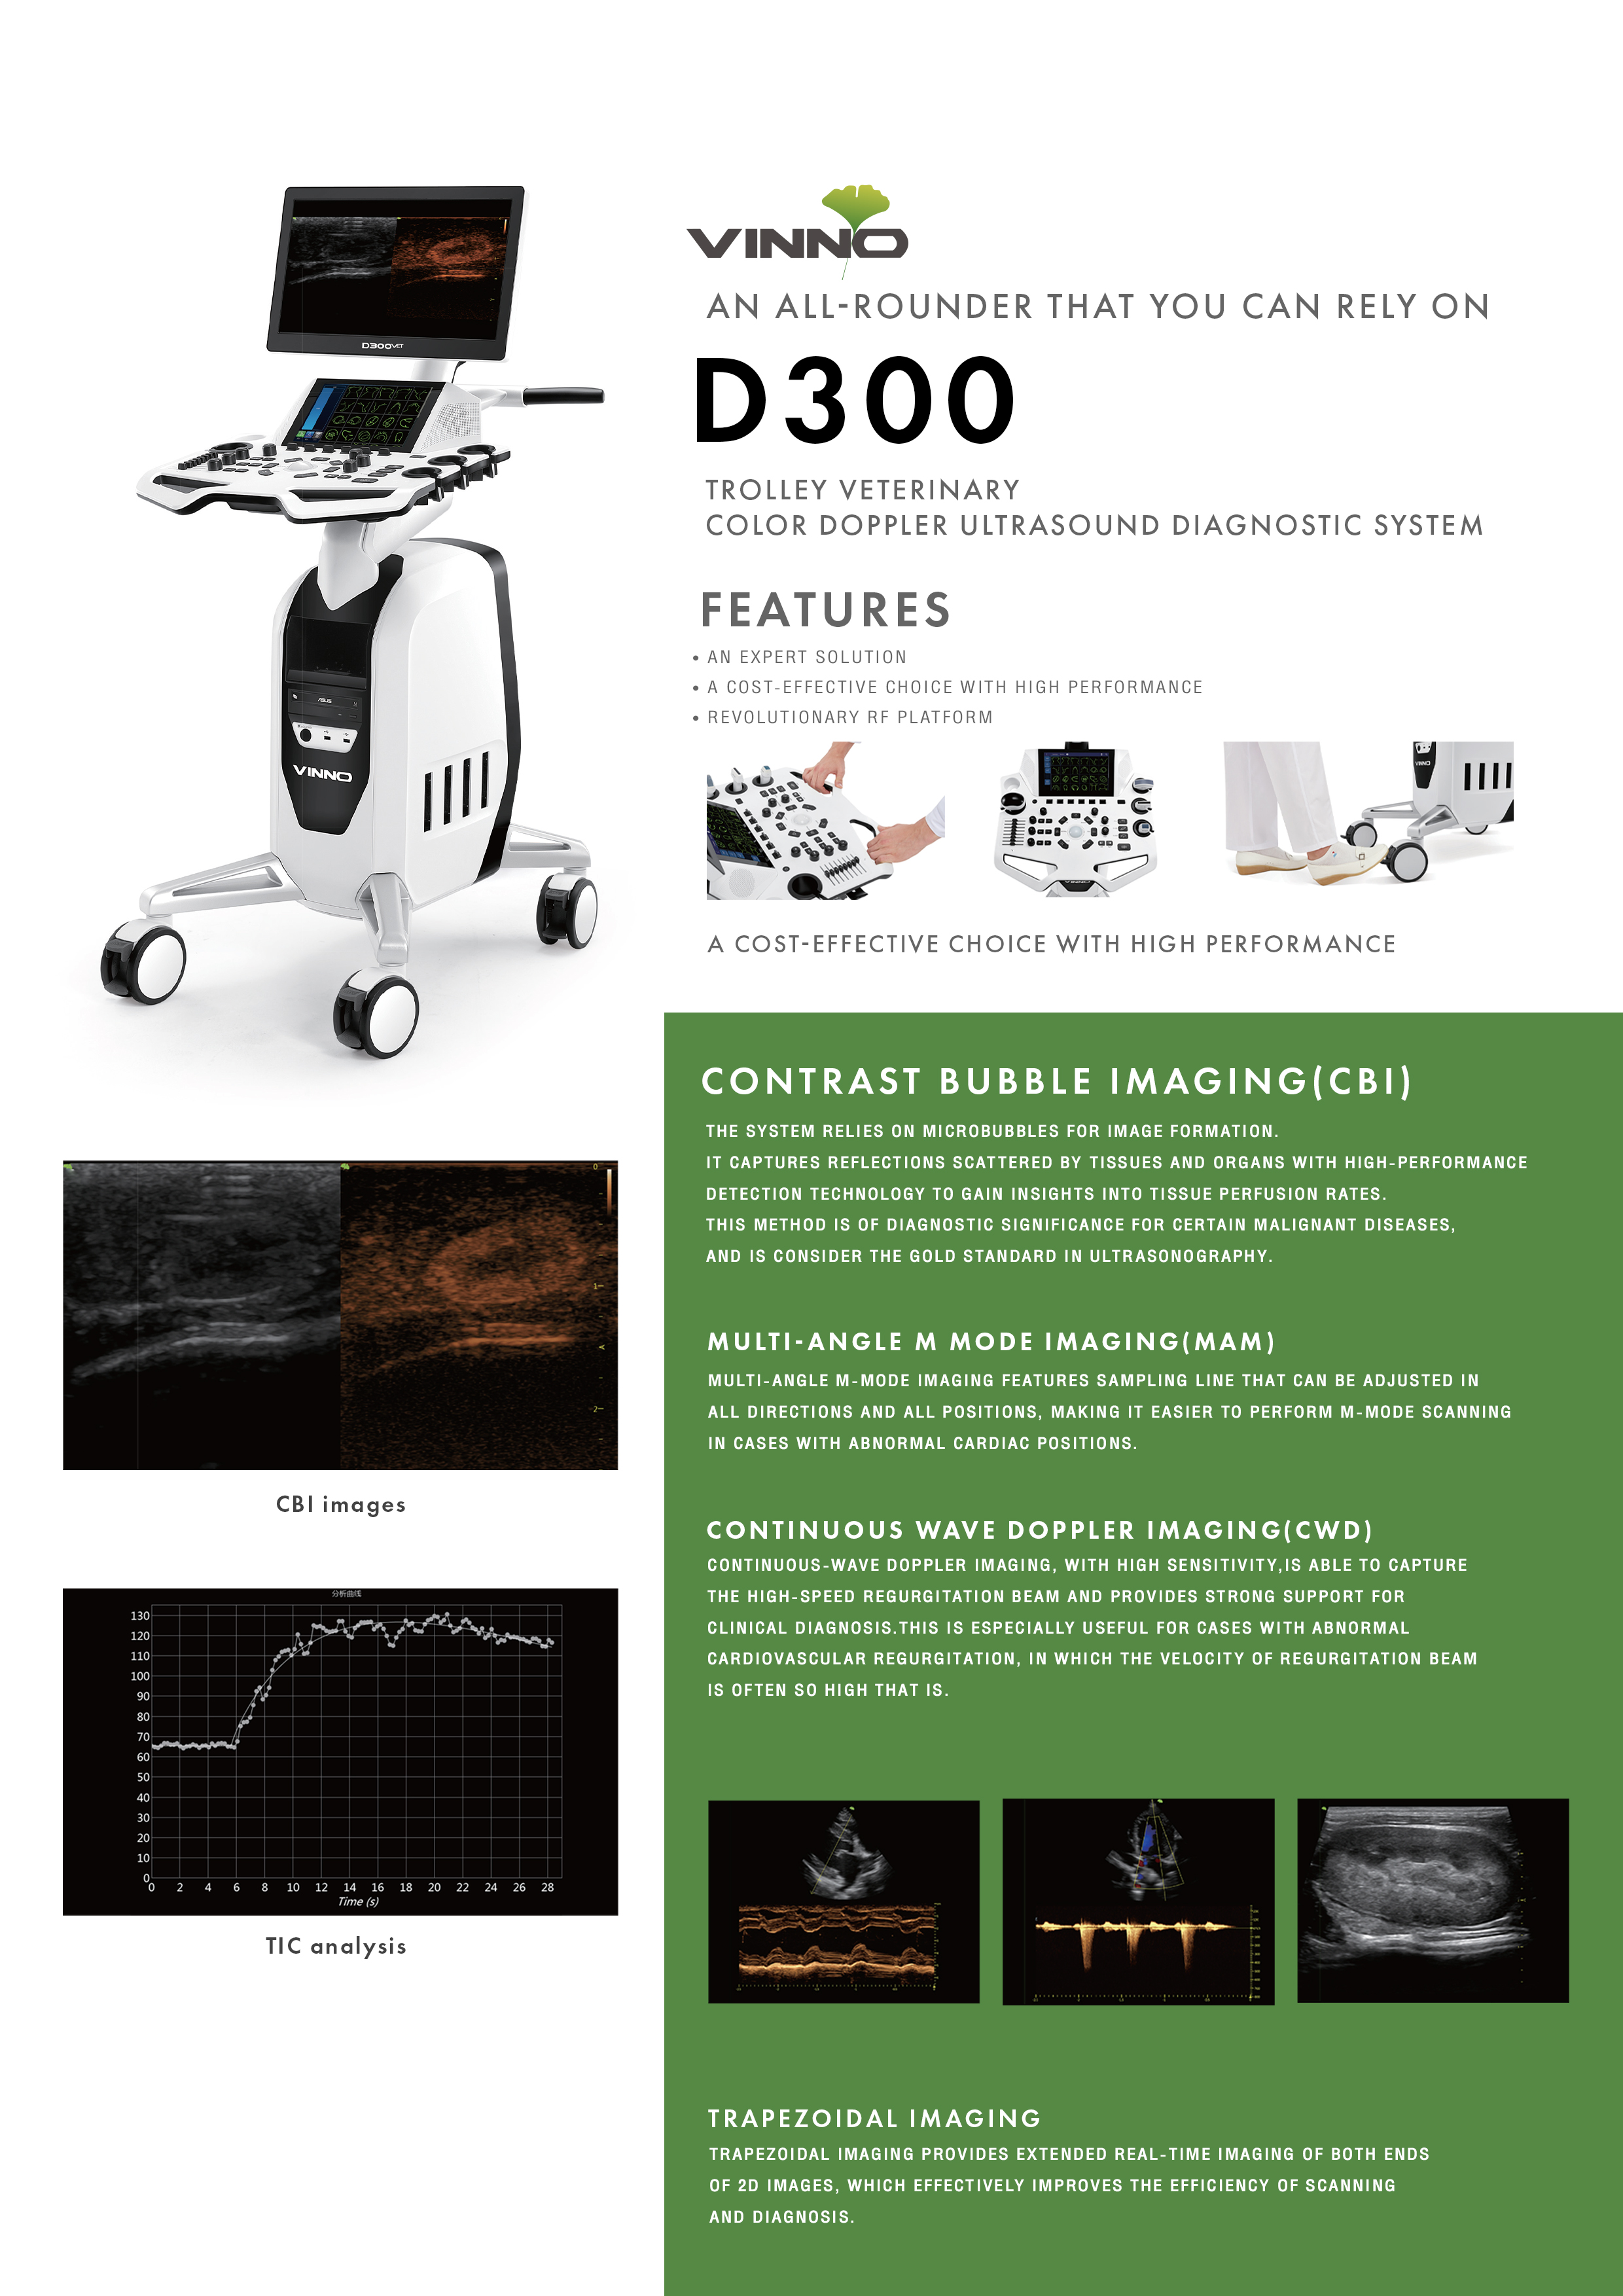 VINNO
AN ALL-ROUNDER THAT YOU CAN RELY ON
D300
TROLLEY VETERINARY
COLOR DOPPLER ULTRASOUND DIAGNOSTIC SYSTEM
FEATURES
• AN EXPERT SOLUTION
• A COST-EFFECTIVE CHOICE WITH HIGH PERFORMANCE
• REVOLUTIONARY RF PLATFORM
D300VET
ASUS
VINNO
VINNO
A COST-EFFECTIVE CHOICE WITH HIGH PERFORMANCE
CONTRAST BUBBLE IMAGING(CBI)
THE SYSTEM RELIES ON MICROBUBBLES FOR IMAGE FORMATION.
IT CAPTURES REFLECTIONS SCATTERED BY TISSUES AND ORGANS WITH HIGH-PERFORMANCE
DETECTION TECHNOLOGY TO GAIN INSIGHTS INTO TISSUE PERFUSION RATES.
THIS METHOD IS OF DIAGNOSTIC SIGNIFICANCE FOR CERTAIN MALIGNANT DISEASES,
AND IS CONSIDER THE GOLD STANDARD IN ULTRASONOGRAPHY.
0
1
2
CBI images
MULTI-ANGLE M MODE IMAGING(MAM)
MULTI-ANGLE M-MODE IMAGING FEATURES SAMPLING LINE THAT CAN BE ADJUSTED IN
ALL DIRECTIONS AND ALL POSITIONS, MAKING IT EASIER TO PERFORM M-MODE SCANNING
IN CASES WITH ABNORMAL CARDIAC POSITIONS.
CONTINUOUS WAVE DOPPLER IMAGING(CWD)
CONTINUOUS-WAVE DOPPLER IMAGING, WITH HIGH SENSITIVITY,IS ABLE TO CAPTURE
THE HIGH-SPEED REGURGITATION BEAM AND PROVIDES STRONG SUPPORT FOR
CLINICAL DIAGNOSIS.THIS IS ESPECIALLY USEFUL FOR CASES WITH ABNORMAL
CARDIOVASCULAR REGURGITATION, IN WHICH THE VELOCITY OF REGURGITATION BEAM
IS OFTEN SO HIGH THAT IS.
分析曲线
130
120
110
100
90
80
70
60
50
40
30
20
10
0
0 2 4 6 8 10 12 14 16 18 20 22 24 26 28
Time (s)
TIC analysis
TRAPEZOIDAL IMAGING
TRAPEZOIDAL IMAGING PROVIDES EXTENDED REAL-TIME IMAGING OF BOTH ENDS
OF 2D IMAGES, WHICH EFFECTIVELY IMPROVES THE EFFICIENCY OF SCANNING
AND DIAGNOSIS.